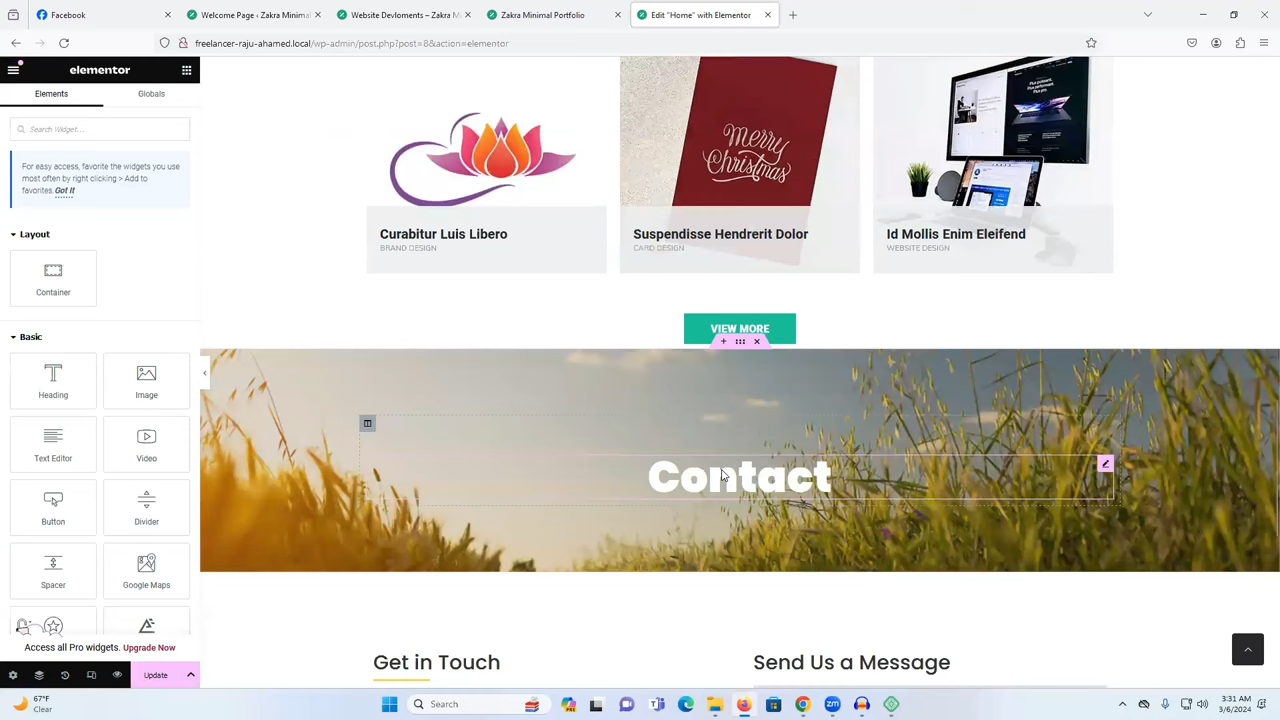 Facebook
Welcome Page ‹ Zakra Minimal
Website Devloments – Zakra M
Zakra Minimal Portfolio
Edit "Home" with Elementor
freelancer-raju-ahamed.local/wp-admin/post.php?post=8&action=elementor
elementor
Elements
Globals
Search Widget...
For easy access, favorite the widgets you
use most often by right clicking > Add to
favorites. Got It
Layout
Container
Basic
Heading
Image
Text Editor
Video
Button
Divider
Spacer
Google Maps
Access all Pro widgets. Upgrade Now
Update
Merry
Christmas
Curabitur Luis Libero
BRAND DESIGN
Suspendisse Hendrerit Dolor
CARD DESIGN
Id Mollis Enim Eleifend
WEBSITE DESIGN
VIEW MORE
Contact
Get in Touch
Send Us a Message
67°F
Clear
Search
3:31 AM
3/6/2024